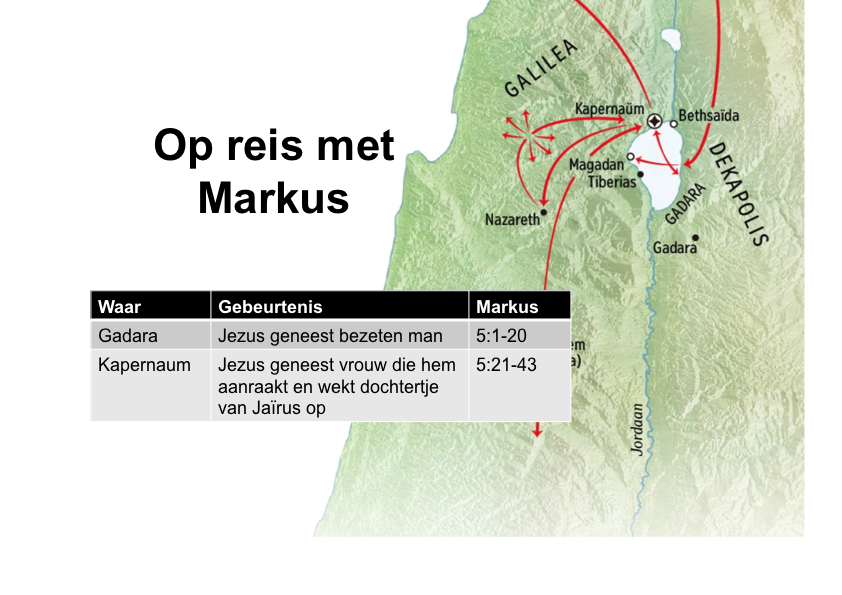 Op reis met
Markus
GALILEA
Kapernaüm
Bethsaïda
Magadan
Tiberias
DEKAPOLIS
GADARA
Nazareth
Gadara
Waar Gebeurtenis Markus
Gadara Jezus geneest bezeten man 5:1-20
Kapernaum Jezus geneest vrouw die hem 5:21-43
aanraakt en wekt dochtertje
van Jaïrus op
Jordaan